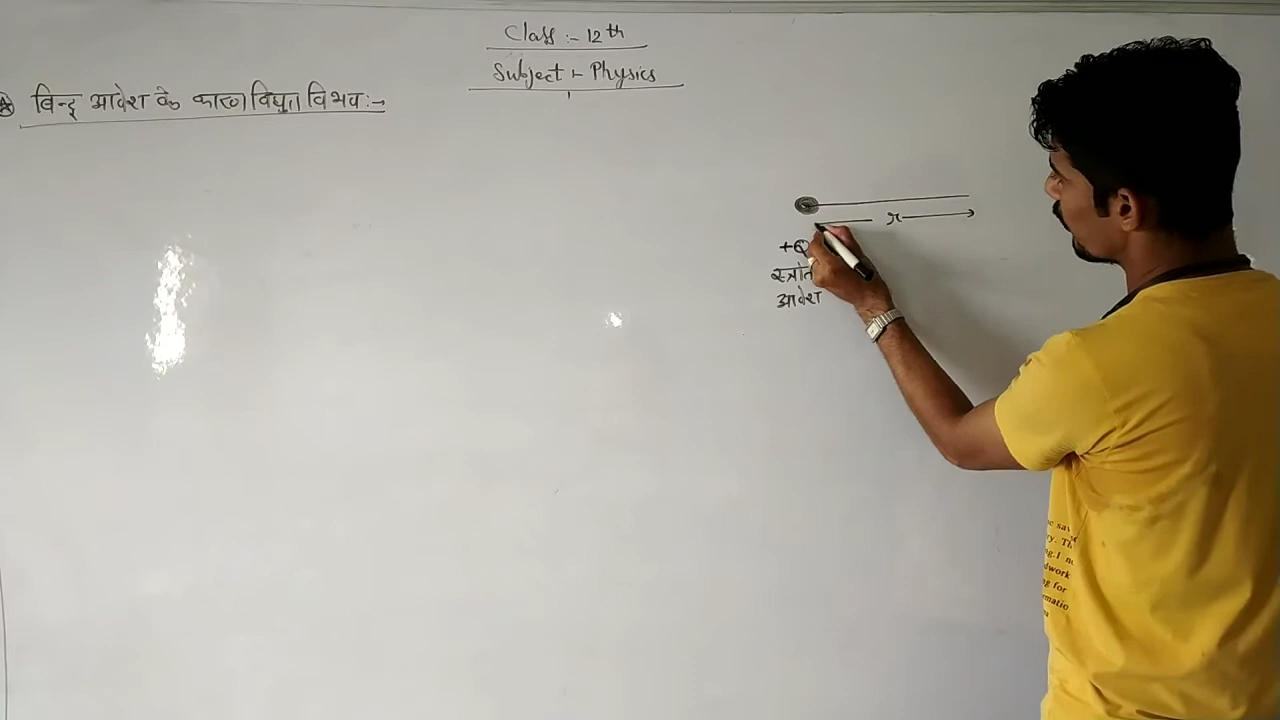 Class :- 12th
Subject :- Physics
बिन्दु आवेश के कारण विद्युत विभव :-
r
+Q
स्त्रोत
आवेश